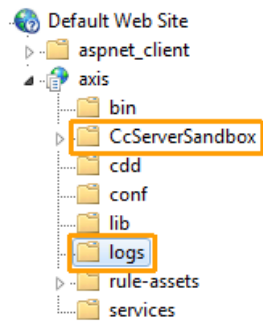 Default Web Site
aspnet_client
axis
bin
CcServerSandbox
cdd
conf
lib
logs
rule-assets
services